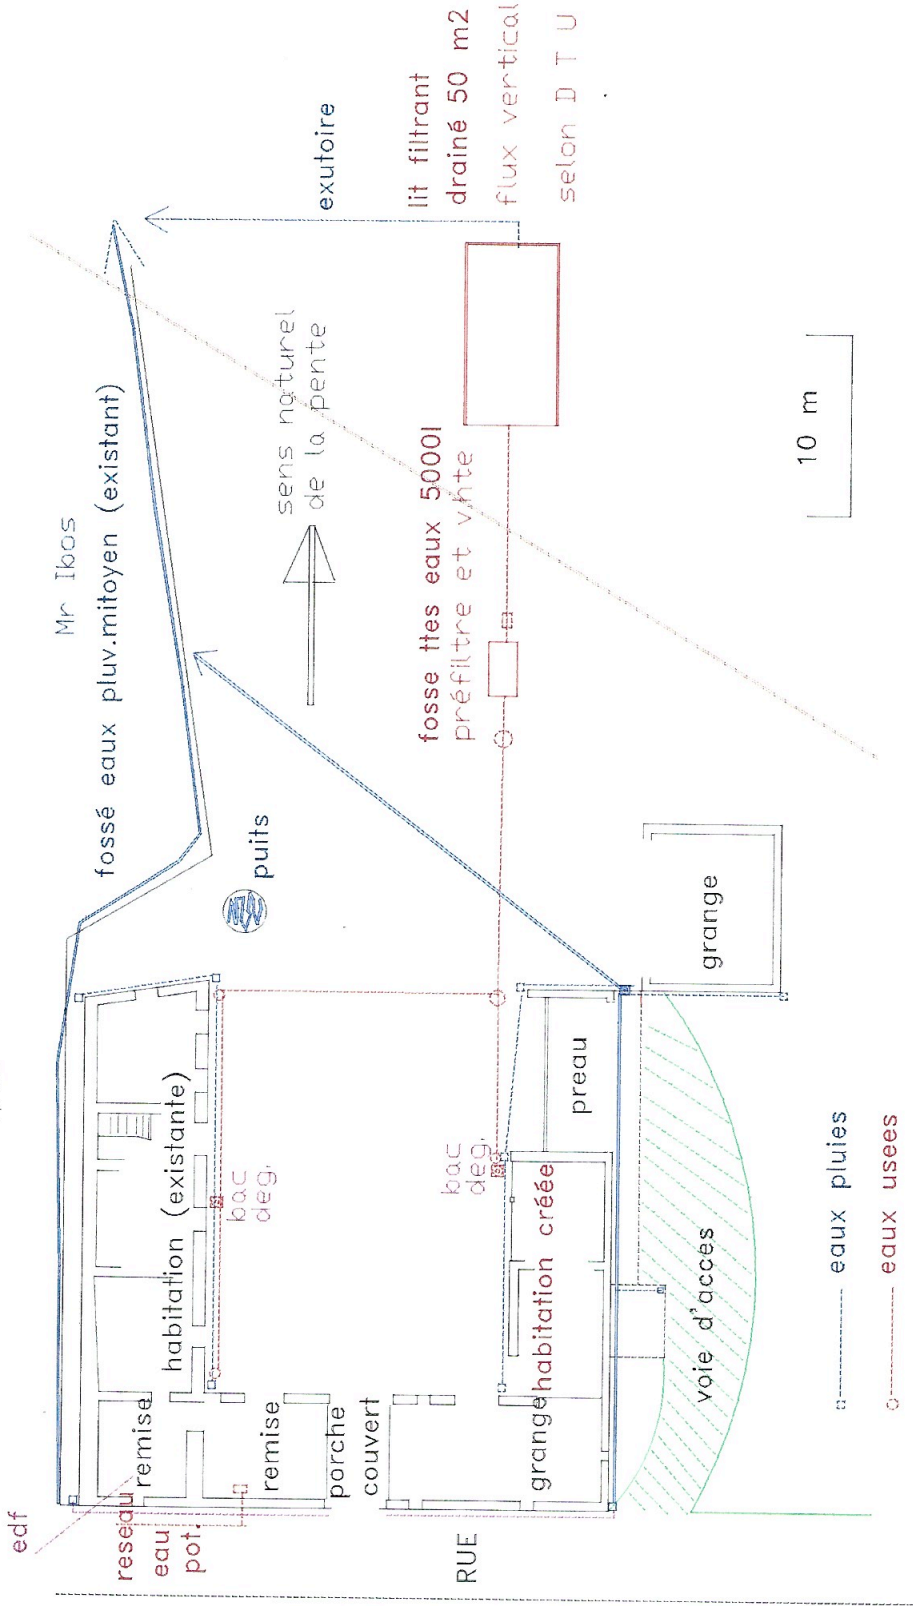 Mr Ibos
fossé eaux pluv.mitoyen (existant)
sens naturel
de la pente
exutoire
lit filtrant
drainé 50 m2
flux vertical
selon D T U
fosse ttes eaux 5000l
préfiltre et vhte
10 m
puits
edf
reseau
eau
pot.
remise
habitation (existante)
bac
deg.
remise
porche
couvert
bac
deg.
RUE
grange
habitation créée
preau
grange
voie d'accès
eaux pluies
eaux usees